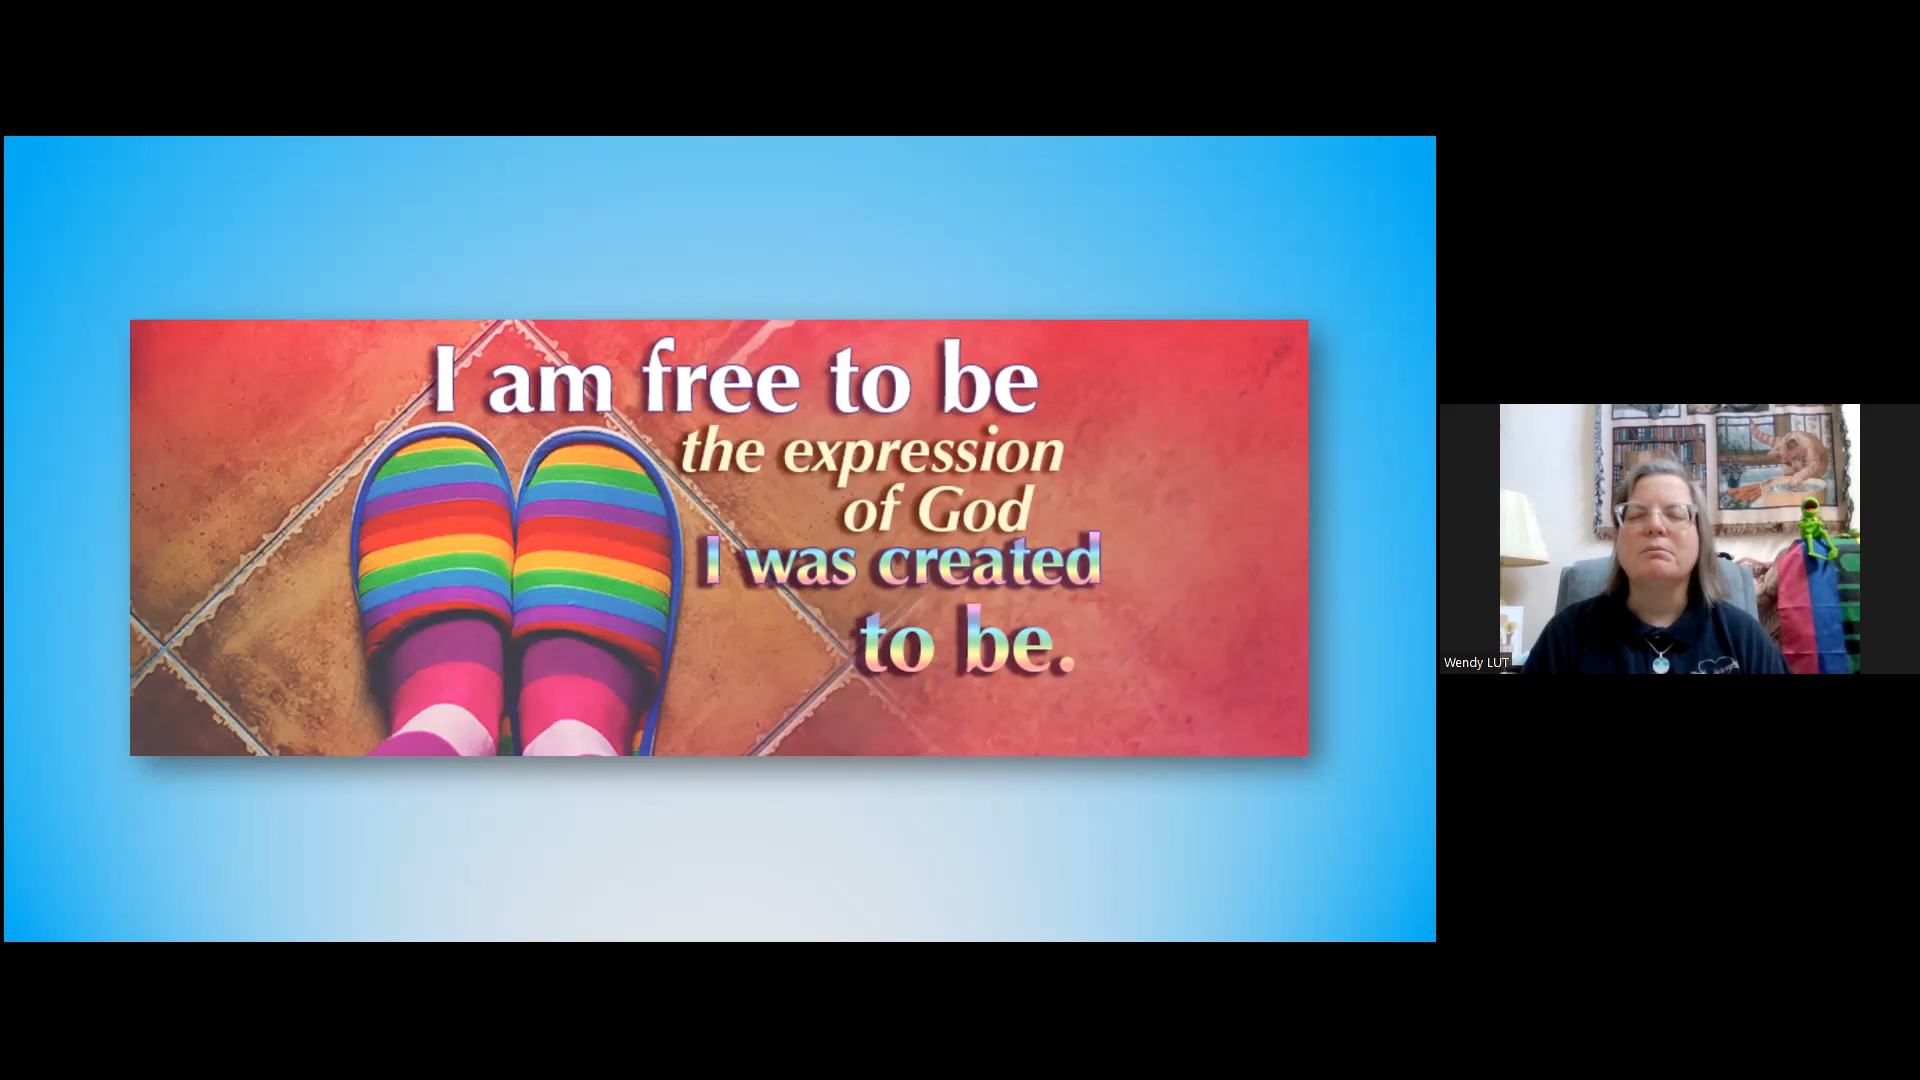 I am free to be
the expression
of God
I was created
to be.
Wendy LUT